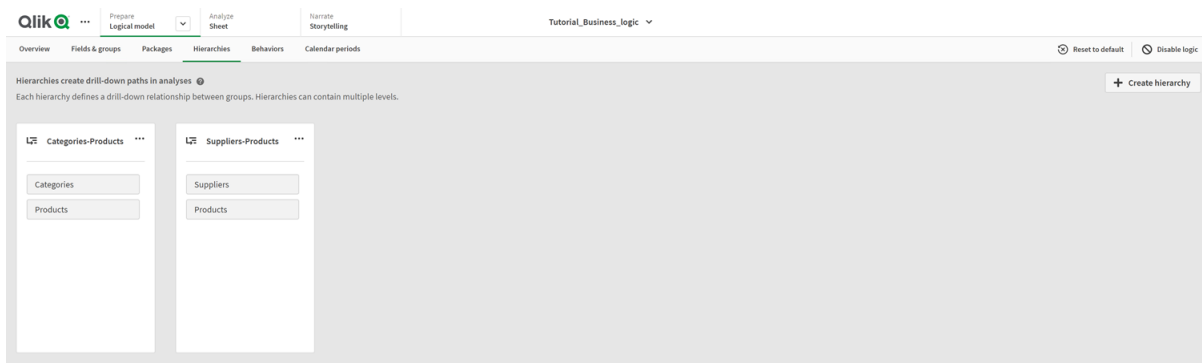 Qlik
Prepare
Logical model
Analyze
Sheet
Narrate
Storytelling
Tutorial_Business_logic
Overview
Fields & groups
Packages
Hierarchies
Behaviors
Calendar periods
Reset to default
Disable logic
Hierarchies create drill-down paths in analyses
Each hierarchy defines a drill-down relationship between groups. Hierarchies can contain multiple levels.
Create hierarchy
Categories-Products
Categories
Products
Suppliers-Products
Suppliers
Products